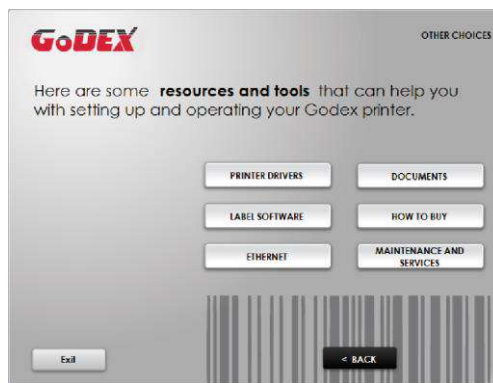 GoDEX
OTHER CHOICES
Here are some resources and tools that can help you
with setting up and operating your Godex printer.
PRINTER DRIVERS
DOCUMENTS
LABEL SOFTWARE
HOW TO BUY
ETHERNET
MAINTENANCE AND
SERVICES
Exit
< BACK